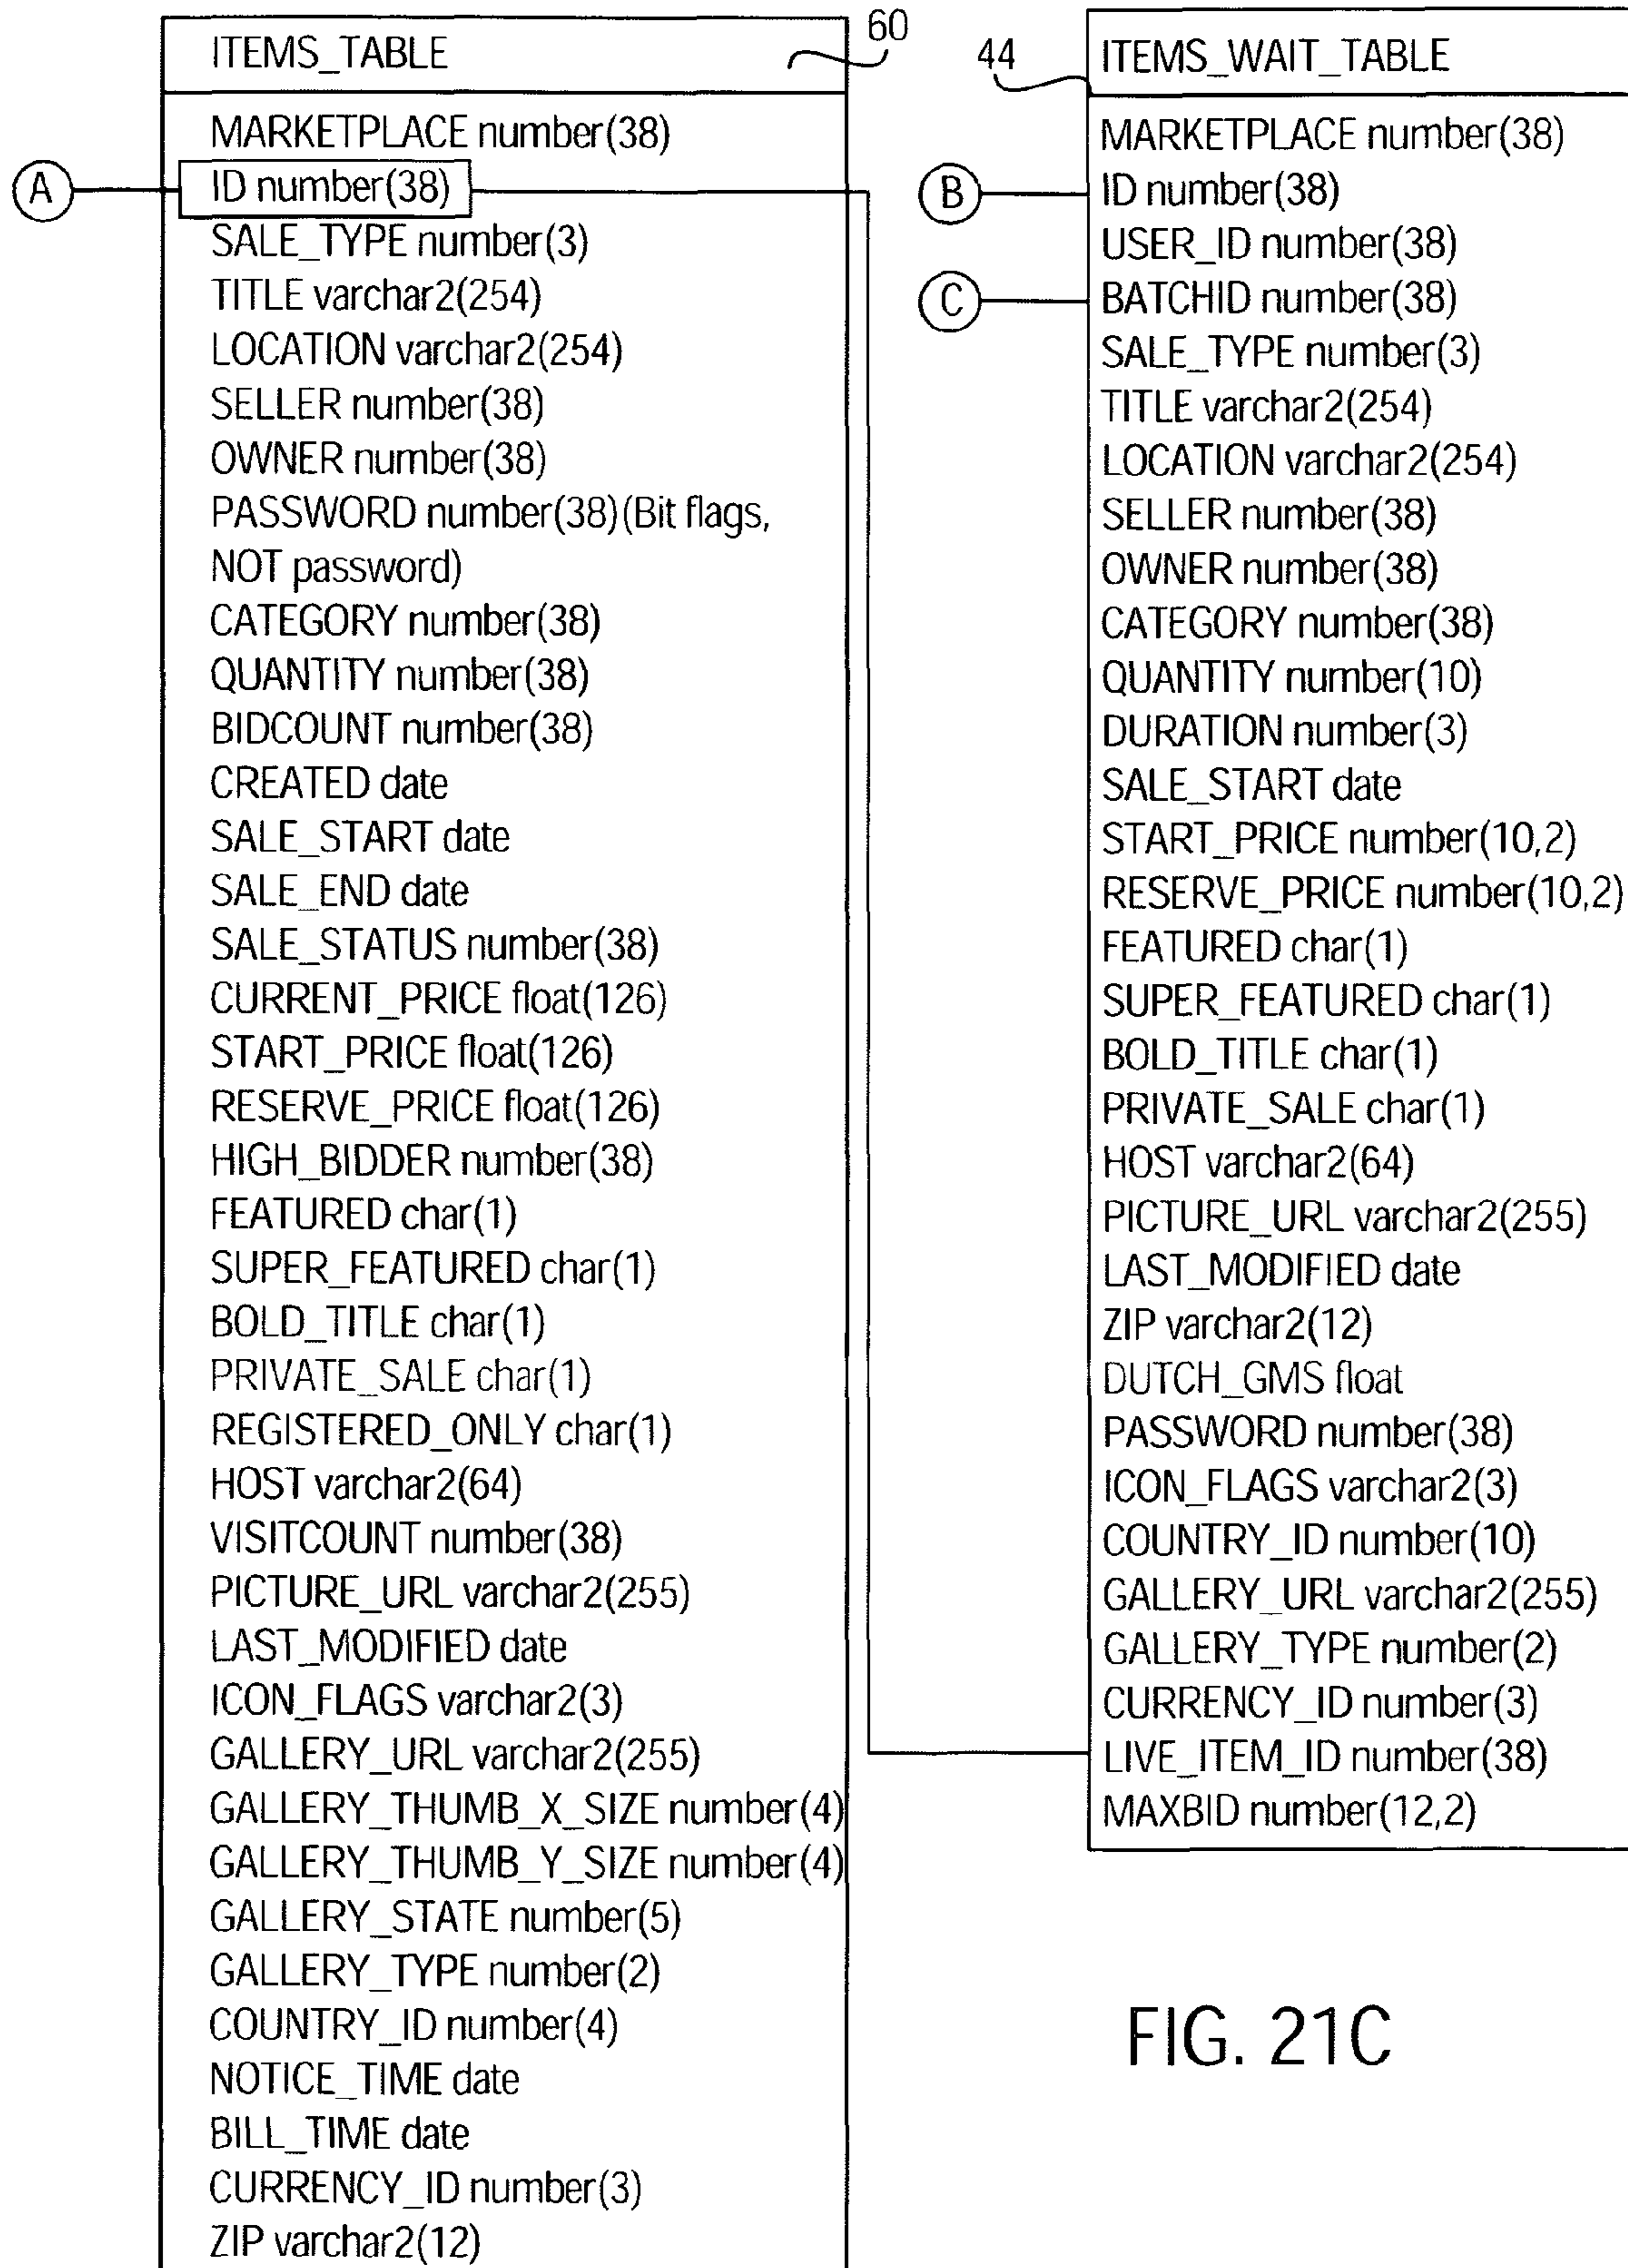 ITEMS_TABLE
60
A
MARKETPLACE number(38)
ID number(38)
SALE_TYPE number(3)
TITLE varchar2(254)
LOCATION varchar2(254)
SELLER number(38)
OWNER number(38)
PASSWORD number(38)(Bit flags,
NOT password)
CATEGORY number(38)
QUANTITY number(38)
BIDCOUNT number(38)
CREATED date
SALE_START date
SALE_END date
SALE_STATUS number(38)
CURRENT_PRICE float(126)
START_PRICE float(126)
RESERVE_PRICE float(126)
HIGH_BIDDER number(38)
FEATURED char(1)
SUPER_FEATURED char(1)
BOLD_TITLE char(1)
PRIVATE_SALE char(1)
REGISTERED_ONLY char(1)
HOST varchar2(64)
VISITCOUNT number(38)
PICTURE_URL varchar2(255)
LAST_MODIFIED date
ICON_FLAGS varchar2(3)
GALLERY_URL varchar2(255)
GALLERY_THUMB_X_SIZE number(4)
GALLERY_THUMB_Y_SIZE number(4)
GALLERY_STATE number(5)
GALLERY_TYPE number(2)
COUNTRY_ID number(4)
NOTICE_TIME date
BILL_TIME date
CURRENCY_ID number(3)
ZIP varchar2(12)
44
ITEMS_WAIT_TABLE
MARKETPLACE number(38)
B
ID number(38)
USER_ID number(38)
C
BATCHID number(38)
SALE_TYPE number(3)
TITLE varchar2(254)
LOCATION varchar2(254)
SELLER number(38)
OWNER number(38)
CATEGORY number(38)
QUANTITY number(10)
DURATION number(3)
SALE_START date
START_PRICE number(10,2)
RESERVE_PRICE number(10,2)
FEATURED char(1)
SUPER_FEATURED char(1)
BOLD_TITLE char(1)
PRIVATE_SALE char(1)
HOST varchar2(64)
PICTURE_URL varchar2(255)
LAST_MODIFIED date
ZIP varchar2(12)
DUTCH_GMS float
PASSWORD number(38)
ICON_FLAGS varchar2(3)
COUNTRY_ID number(10)
GALLERY_URL varchar2(255)
GALLERY_TYPE number(2)
CURRENCY_ID number(3)
LIVE_ITEM_ID number(38)
MAXBID number(12,2)
FIG. 21C